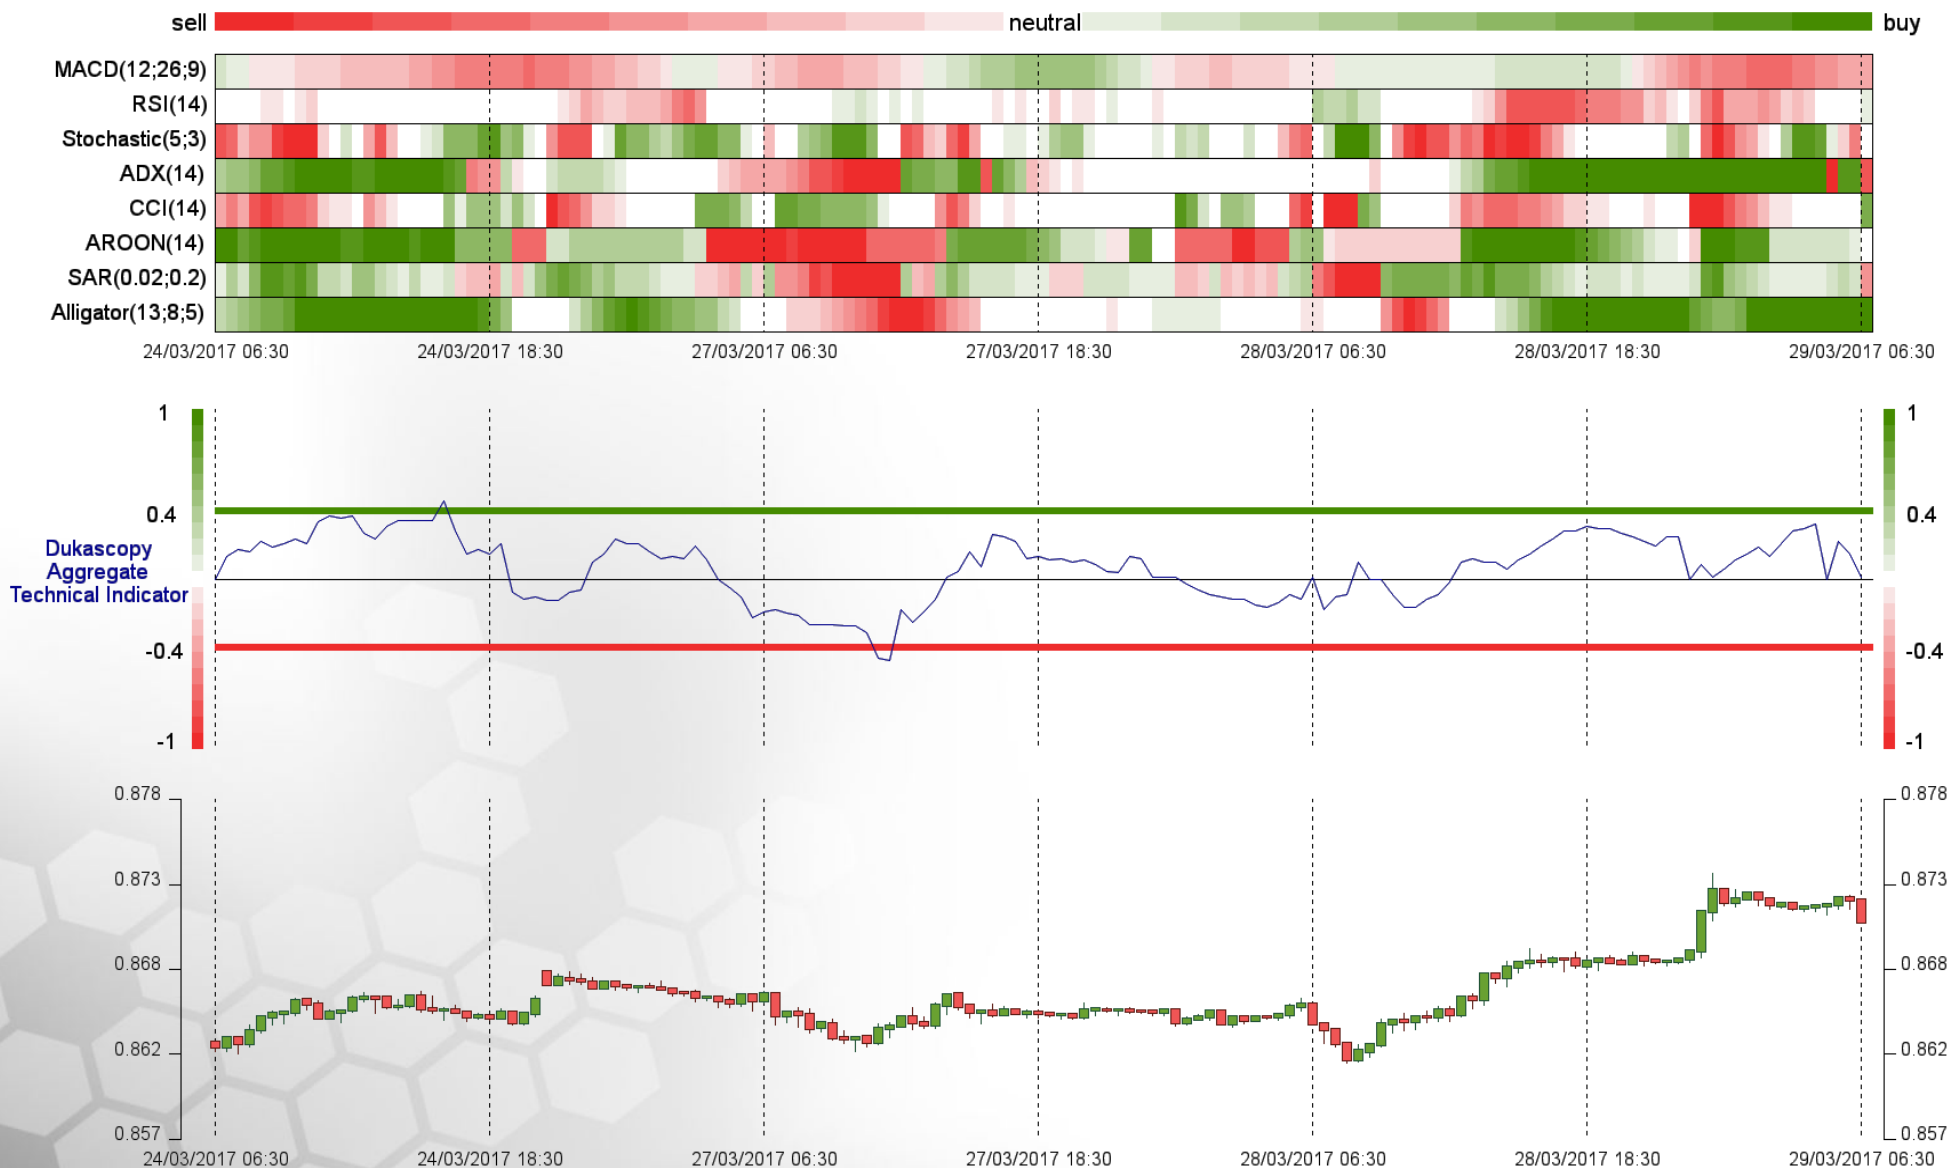 sell neutral buy
MACD(12;26;9)
RSI(14)
Stochastic(5;3)
ADX(14)
CCI(14)
AROON(14)
SAR(0.02;0.2)
Alligator(13;8;5)
24/03/2017 06:30 24/03/2017 18:30 27/03/2017 06:30 27/03/2017 18:30 28/03/2017 06:30 28/03/2017 18:30 29/03/2017 06:30
1 1
0.4 0.4
Dukascopy
Aggregate
Technical Indicator
-0.4 -0.4
-1 -1
0.878 0.878
0.873 0.873
0.868 0.868
0.862 0.862
0.857 0.857
24/03/2017 06:30 24/03/2017 18:30 27/03/2017 06:30 27/03/2017 18:30 28/03/2017 06:30 28/03/2017 18:30 29/03/2017 06:30